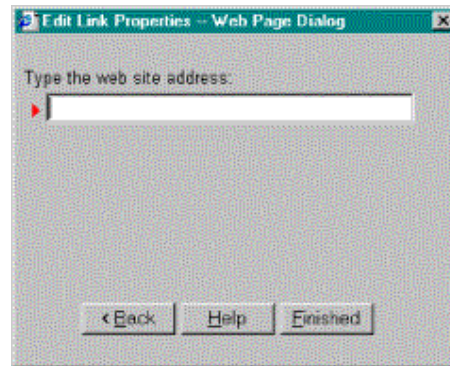 Edit Link Properties -- Web Page Dialog
Type the web site address:
< Back Help Finished